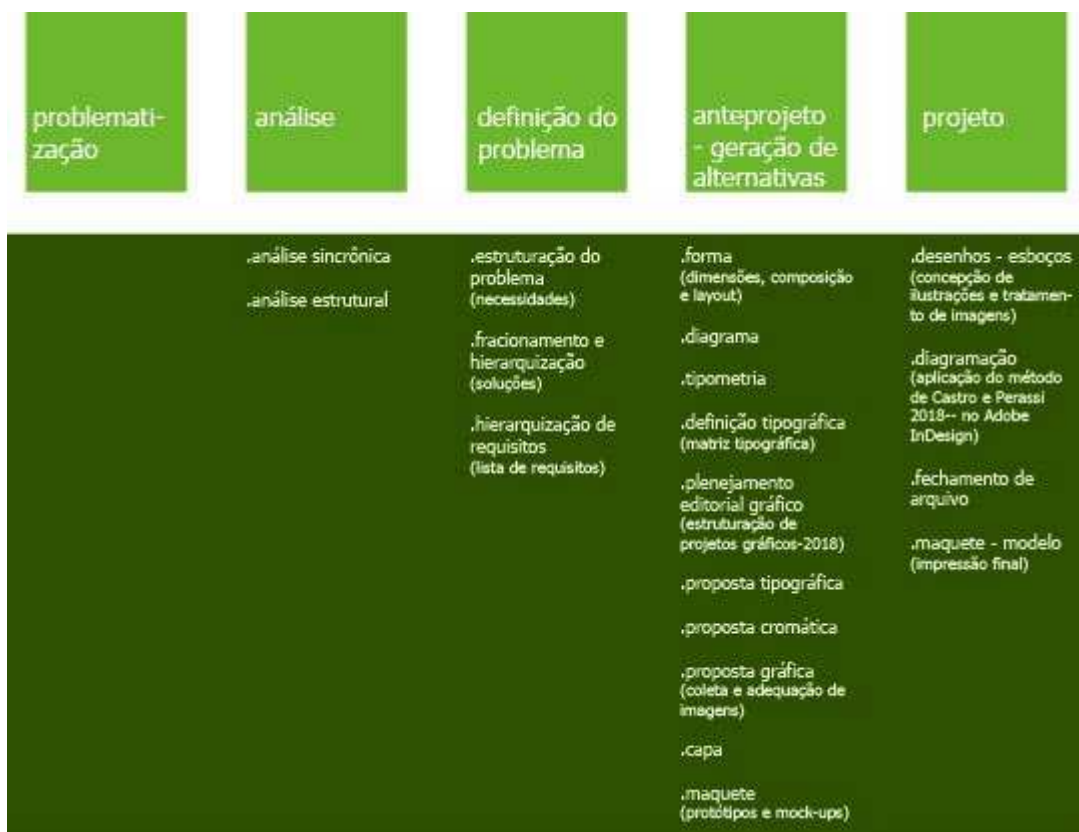 problemati-
zação
análise
definição do
problema
anteprojeto
- geração de
alternativas
projeto
.análise sincrônica
.análise estrutural
.estruturação do
problema
(necessidades)
.fracionamento e
hierarquização
(soluções)
.hierarquização de
requisitos
(lista de requisitos)
.forma
(dimensões, composição
e layout)
.diagrama
.tipometria
.definição tipográfica
(matriz tipográfica)
.plenejamento
editorial gráfico
(estruturação de
projetos gráficos-2018)
.proposta tipográfica
.proposta cromática
.proposta gráfica
(coleta e adequação de
imagens)
.capa
.maquete
(protótipos e mock-ups)
.desenhos - esboços
(concepção de
ilustrações e tratamen-
to de imagens)
.diagramação
(aplicação do método
de Castro e Perassi
2018-- no Adobe
InDesign)
.fechamento de
arquivo
.maquete - modelo
(impressão final)